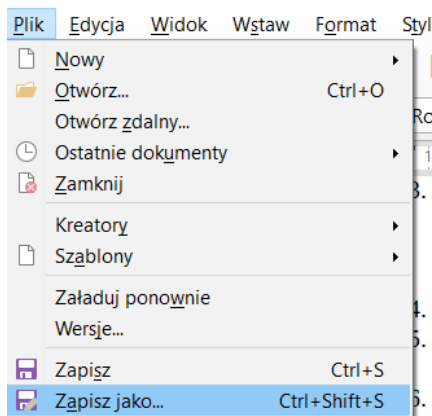 Plik Edycja Widok Wstaw Format Styl
Nowy
Otwórz... Ctrl+O
Otwórz zdalny...
Ostatnie dokumenty
Zamknij
Kreatory
Szablony
Załaduj ponownie
Wersje...
Zapisz Ctrl+S
Zapisz jako... Ctrl+Shift+S